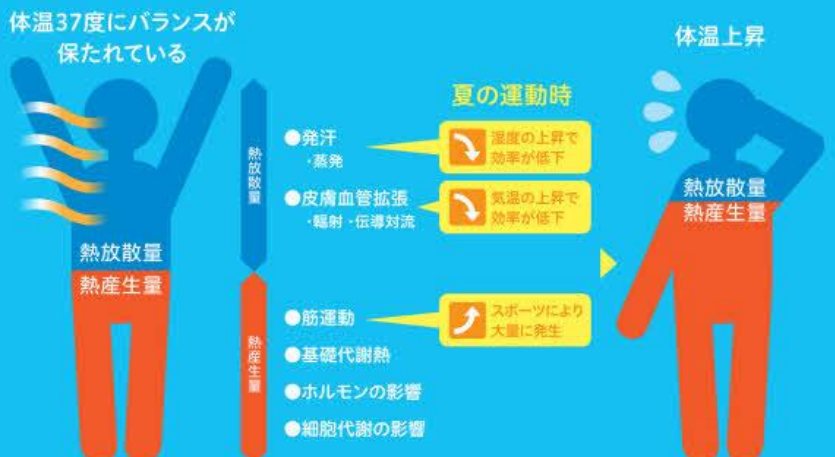 体温37度にバランスが
保たれている
熱放散量
熱産生量
熱放散量
熱産生量
●発汗
・蒸発
●皮膚血管拡張
・輻射・伝導対流
●筋運動
●基礎代謝熱
●ホルモンの影響
●細胞代謝の影響
夏の運動時
湿度の上昇で
効率が低下
気温の上昇で
効率が低下
スポーツにより
大量に発生
体温上昇
熱放散量
熱産生量